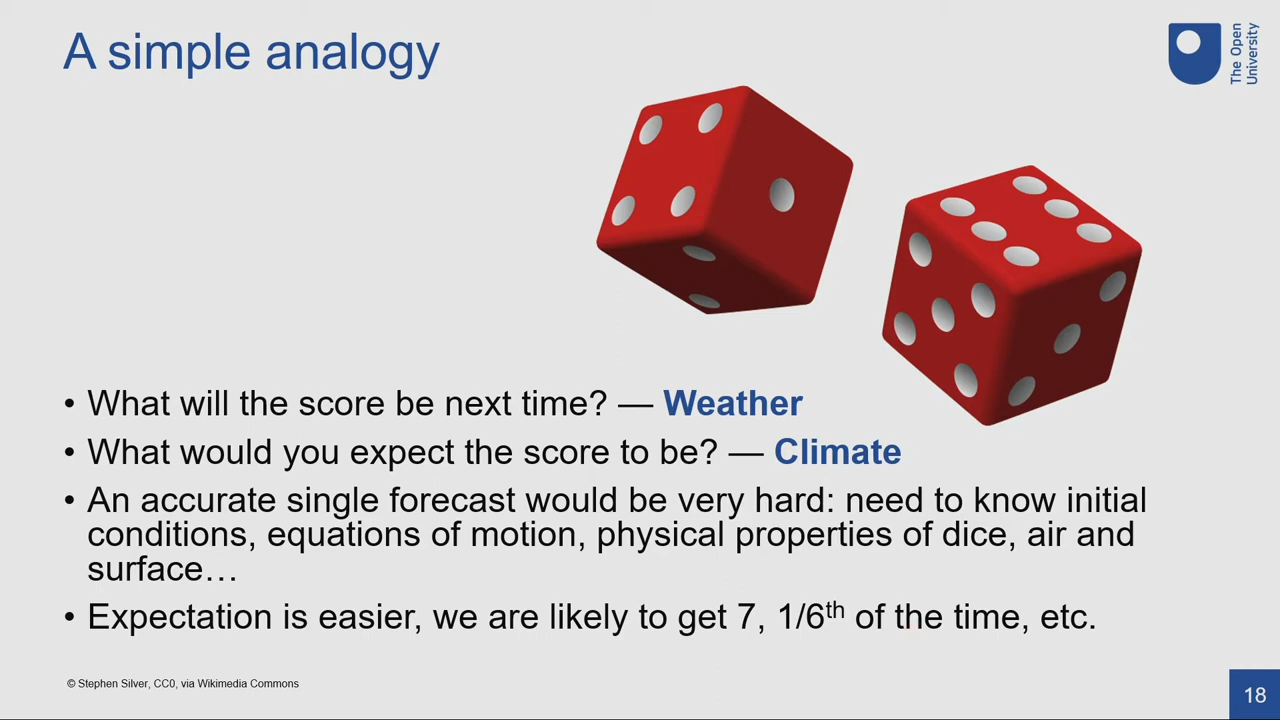 A simple analogy
The Open
University
• What will the score be next time? — Weather
• What would you expect the score to be? — Climate
• An accurate single forecast would be very hard: need to know initial
conditions, equations of motion, physical properties of dice, air and
surface…
• Expectation is easier, we are likely to get 7, 1/6th of the time, etc.
© Stephen Silver, CC0, via Wikimedia Commons
18